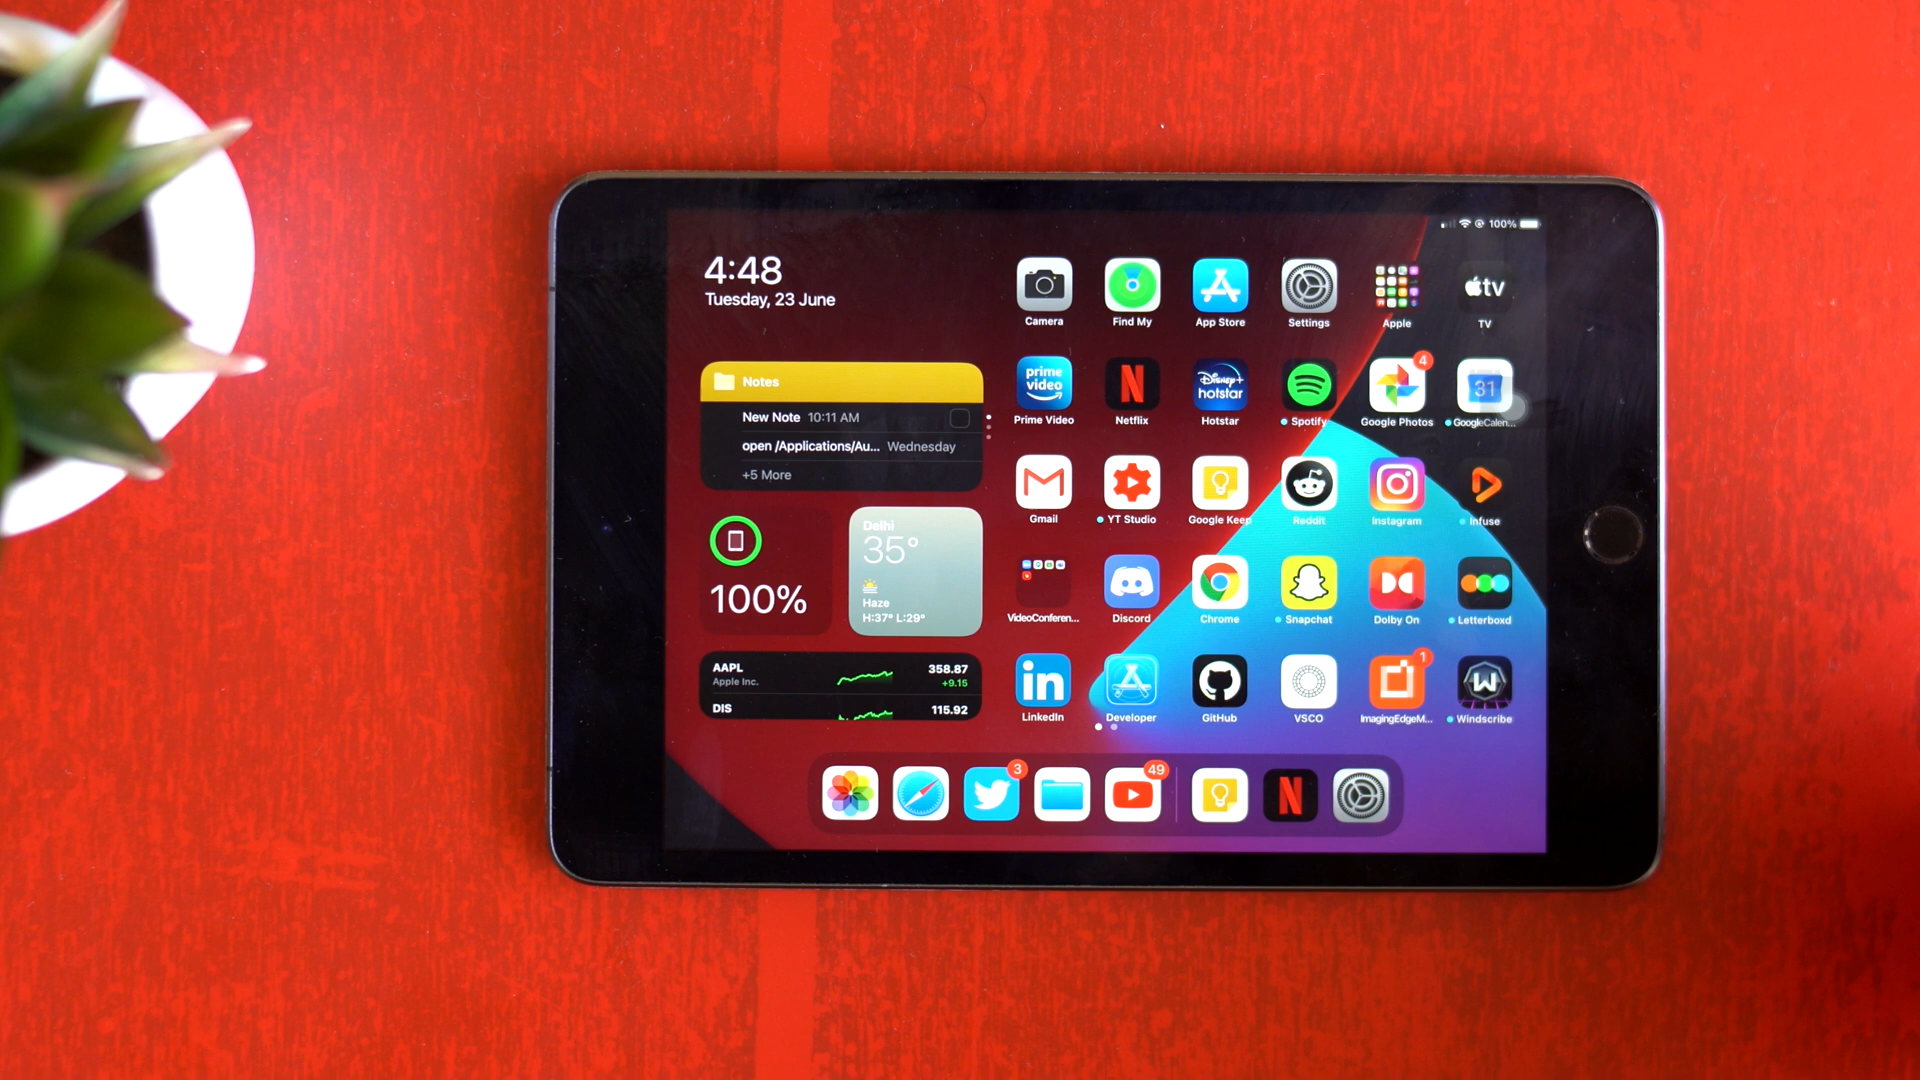 100%
4:48
Tuesday, 23 June
Camera
Find My
App Store
Settings
Apple
tv
TV
Notes
New Note 10:11 AM
open /Applications/Au... Wednesday
+5 More
prime
video
Prime Video
N
Netflix
Disney+
hotstar
Hotstar
Spotify
4
Google Photos
31
GoogleCalen...
Gmail
YT Studio
Google Keep
Reddit
Instagram
Infuse
100%
Delhi
35°
Haze
H:37° L:29°
VideoConferen...
Discord
Chrome
Snapchat
Dolby On
Letterboxd
AAPL 358.87
Apple Inc. +9.15
DIS 115.92
in
LinkedIn
Developer
GitHub
VSCO
1
ImagingEdgeM...
W
Windscribe
3
49
N